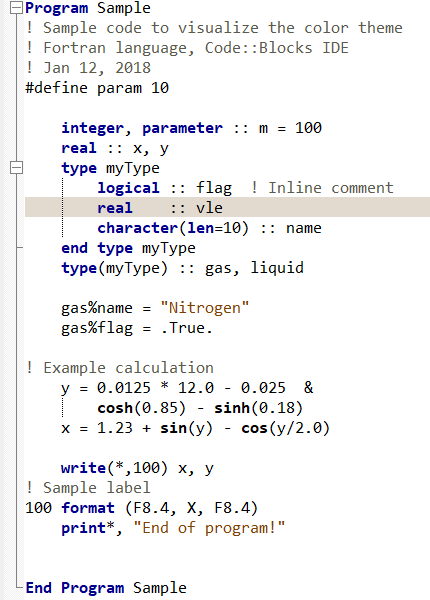 Program Sample
! Sample code to visualize the color theme
! Fortran language, Code::Blocks IDE
! Jan 12, 2018
#define param 10
integer, parameter :: m = 100
real :: x, y
type myType
logical :: flag  ! Inline comment
real    :: vle
character(len=10) :: name
end type myType
type(myType) :: gas, liquid
gas%name = "Nitrogen"
gas%flag = .True.
! Example calculation
y = 0.0125 * 12.0 - 0.025  &
cosh(0.85) - sinh(0.18)
x = 1.23 + sin(y) - cos(y/2.0)
write(*,100) x, y
! Sample label
100 format (F8.4, X, F8.4)
print*, "End of program!"
End Program Sample